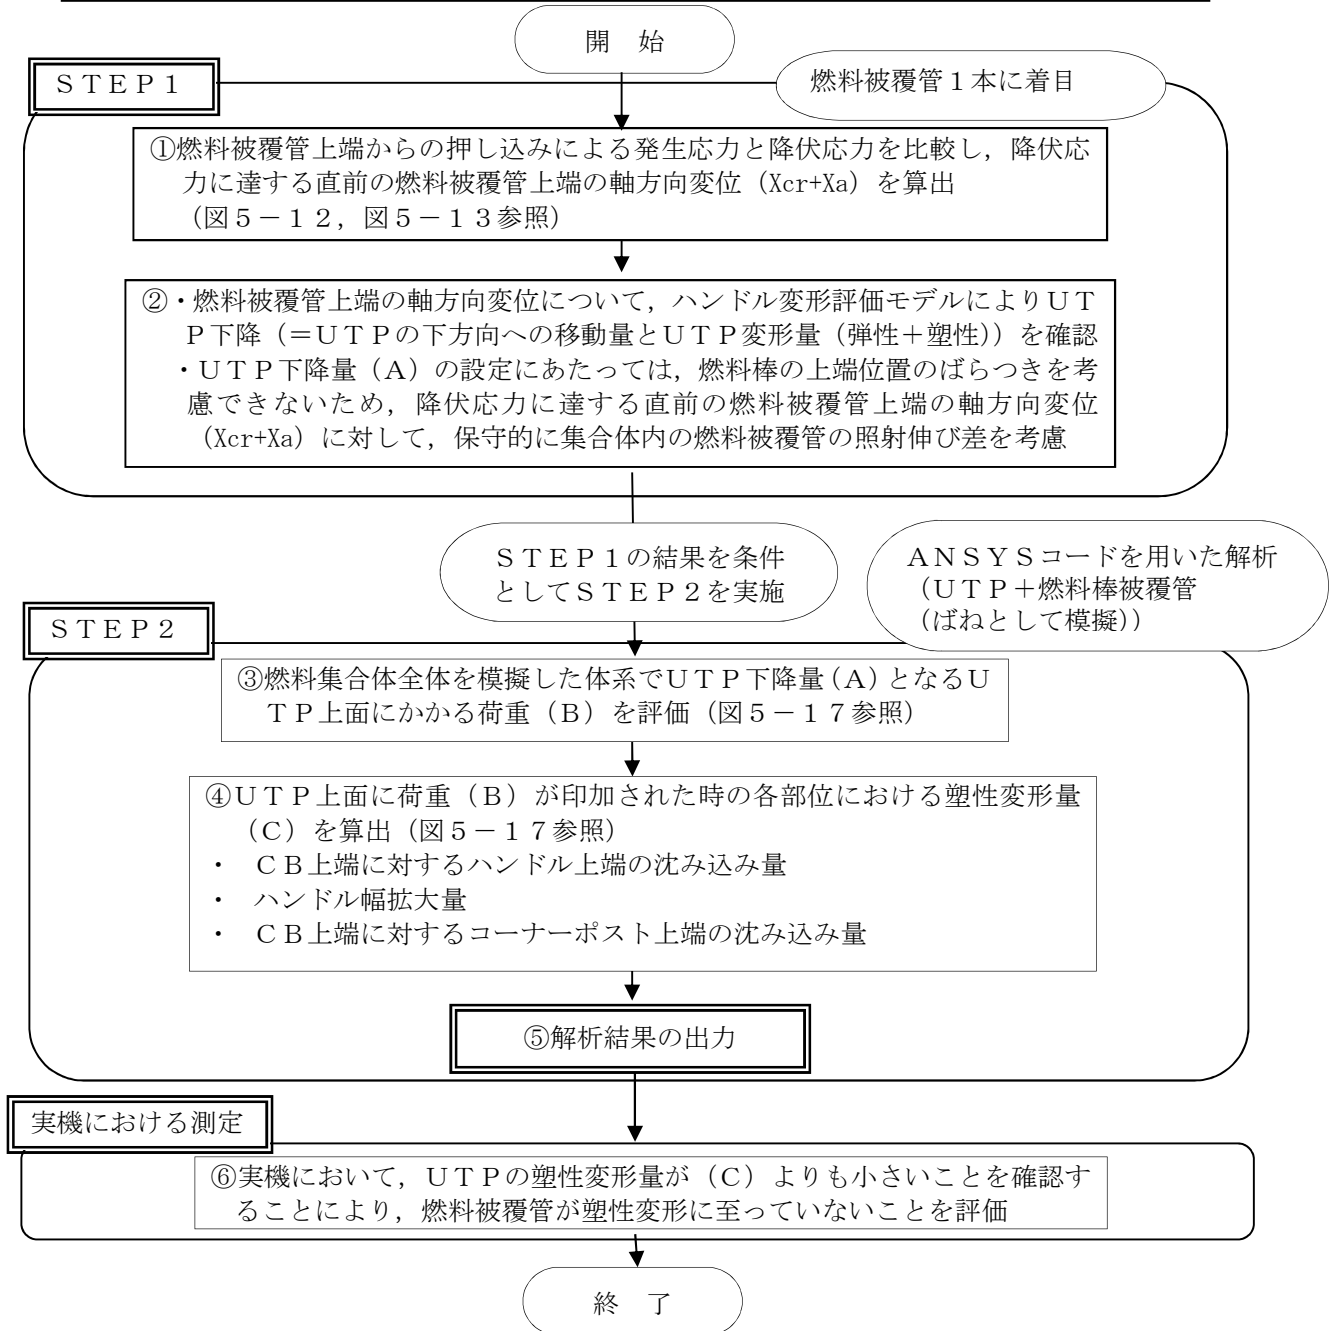 開　始
ＳＴＥＰ１
燃料被覆管１本に着目
①燃料被覆管上端からの押し込みによる発生応力と降伏応力を比較し，降伏応
力に達する直前の燃料被覆管上端の軸方向変位（Xcr+Xa）を算出
（図５－１２，図５－１３参照）
②・燃料被覆管上端の軸方向変位について，ハンドル変形評価モデルによりＵＴ
Ｐ下降（＝ＵＴＰの下方向への移動量とＵＴＰ変形量（弾性＋塑性））を確認
・ＵＴＰ下降量（Ａ）の設定にあたっては，燃料棒の上端位置のばらつきを考
慮できないため，降伏応力に達する直前の燃料被覆管上端の軸方向変位
（Xcr+Xa）に対して，保守的に集合体内の燃料被覆管の照射伸び差を考慮
ＳＴＥＰ１の結果を条件
としてＳＴＥＰ２を実施
ＡＮＳＹＳコードを用いた解析
（ＵＴＰ＋燃料棒被覆管
（ばねとして模擬））
ＳＴＥＰ２
③燃料集合体全体を模擬した体系でＵＴＰ下降量（Ａ）となるＵ
ＴＰ上面にかかる荷重（Ｂ）を評価（図５－１７参照）
④ＵＴＰ上面に荷重（Ｂ）が印加された時の各部位における塑性変形量
（Ｃ）を算出（図５－１７参照）
・　ＣＢ上端に対するハンドル上端の沈み込み量
・　ハンドル幅拡大量
・　ＣＢ上端に対するコーナーポスト上端の沈み込み量
⑤解析結果の出力
実機における測定
⑥実機において，ＵＴＰの塑性変形量が（Ｃ）よりも小さいことを確認す
ることにより，燃料被覆管が塑性変形に至っていないことを評価
終　了